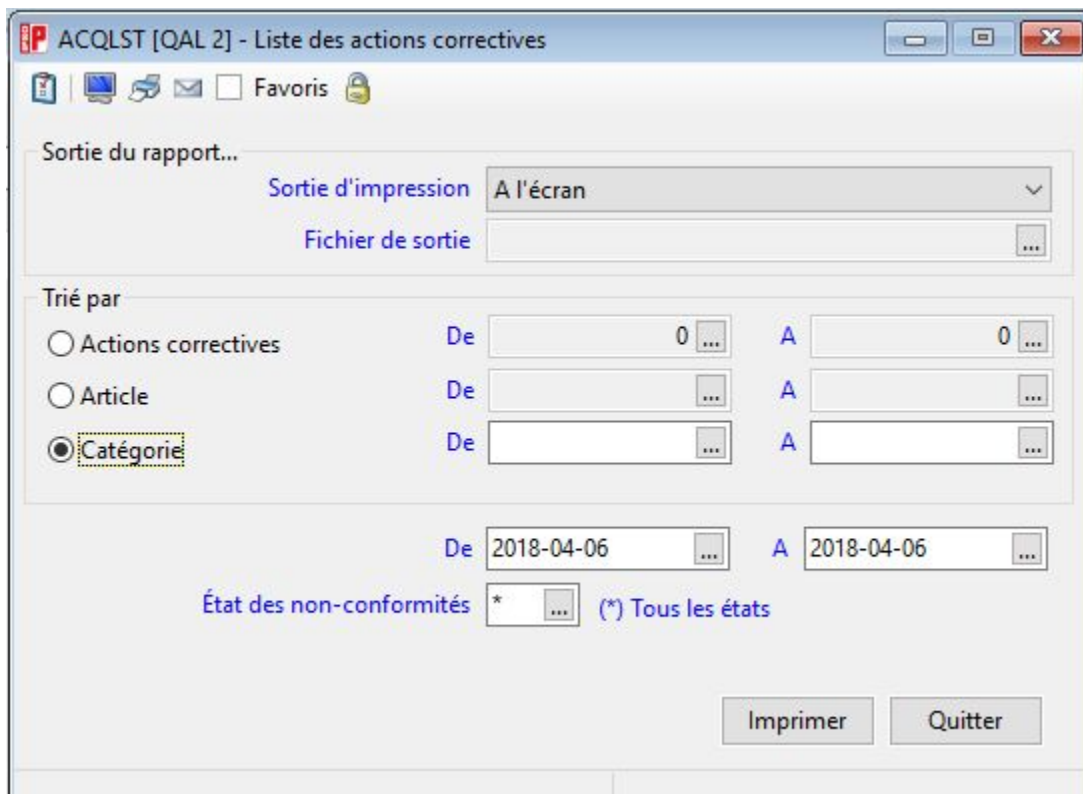 ACQLST [QAL 2] - Liste des actions correctives
Favoris
Sortie du rapport...
Sortie d'impression A l'écran
Fichier de sortie ...
Trié par
Actions correctives De 0 ... A 0 ...
Article De ... A ...
Catégorie De ... A ...
De 2018-04-06 ... A 2018-04-06 ...
État des non-conformités * ... (*) Tous les états
Imprimer Quitter